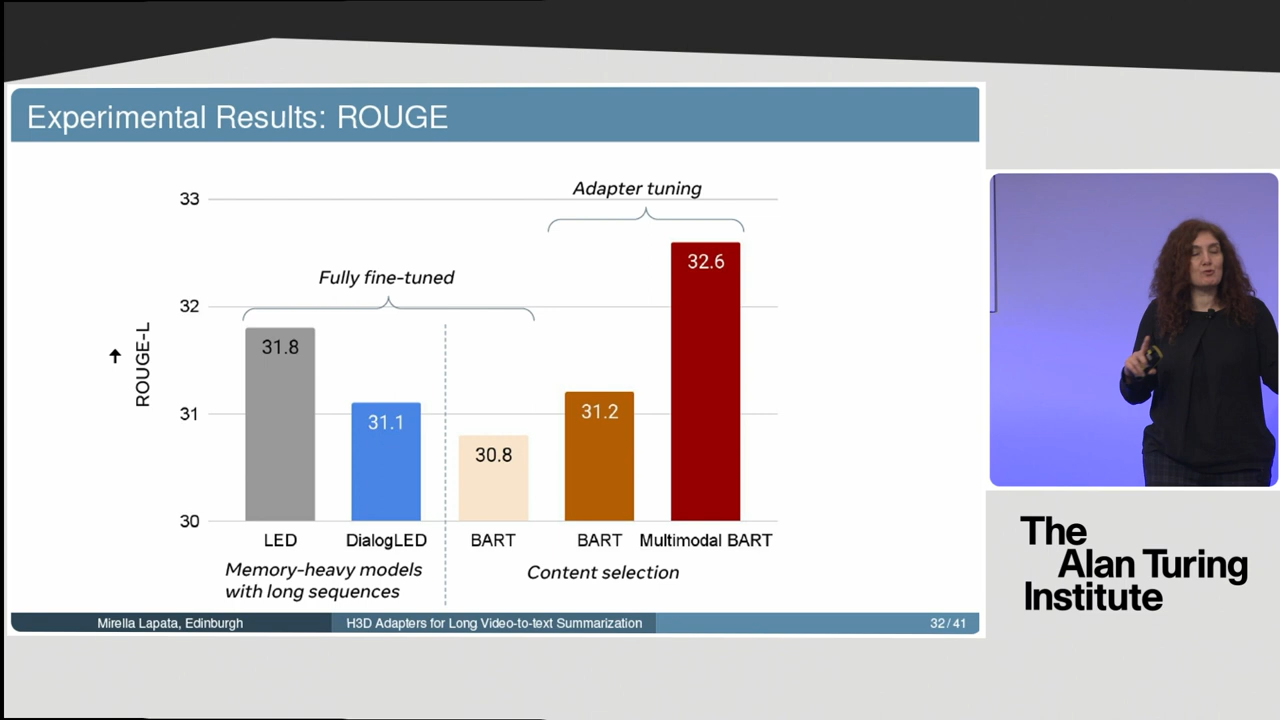 Experimental Results: ROUGE
33
32
31
30
ROUGE-L
Fully fine-tuned
Adapter tuning
31.8
31.1
30.8
31.2
32.6
LED
DialogLED
BART
BART
Multimodal BART
Memory-heavy models
with long sequences
Content selection
Mirella Lapata, Edinburgh
H3D Adapters for Long Video-to-text Summarization
32/41
The
Alan Turing
Institute